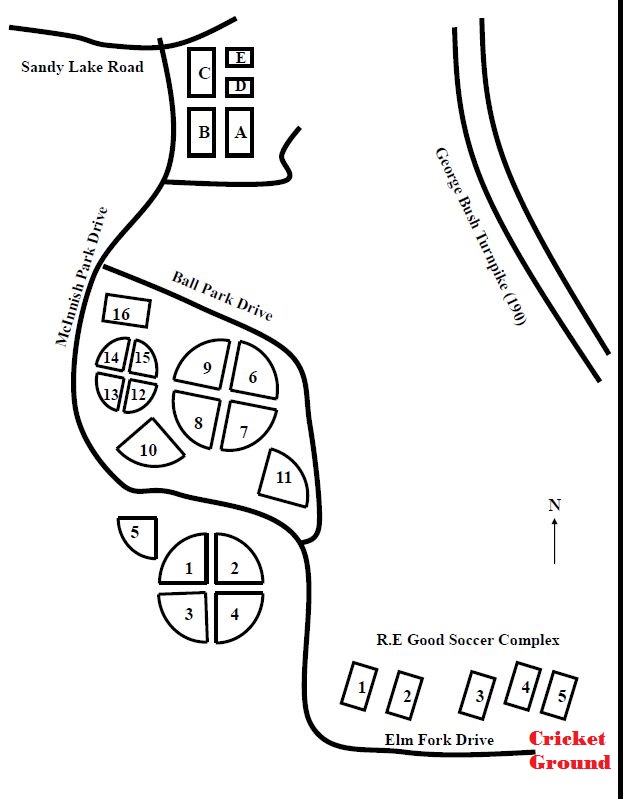 E
C
D
Sandy Lake Road
B
A
George Bush Turnpike (190)
McInnish Park Drive
Ball Park Drive
16
14
15
9
6
13
12
8
7
10
11
N
5
1
2
3
4
R.E Good Soccer Complex
1
2
3
4
5
Elm Fork Drive
Cricket
Ground